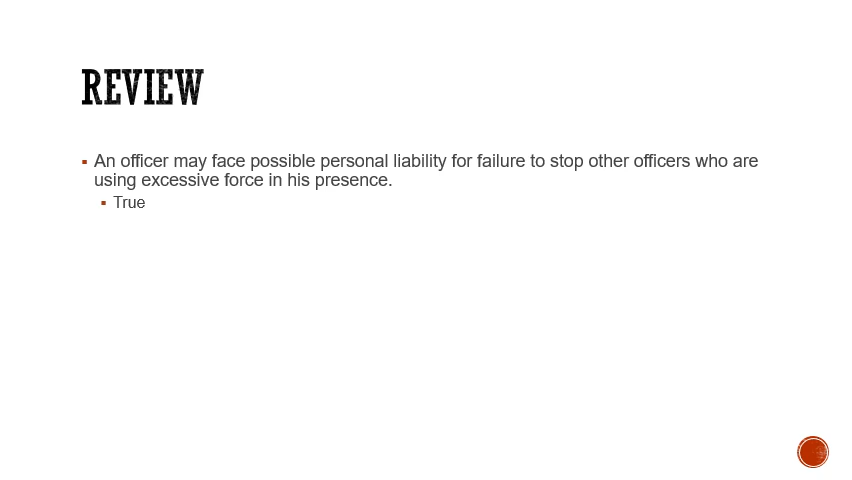 REVIEW
▪ An officer may face possible personal liability for failure to stop other officers who are
using excessive force in his presence.
▪ True